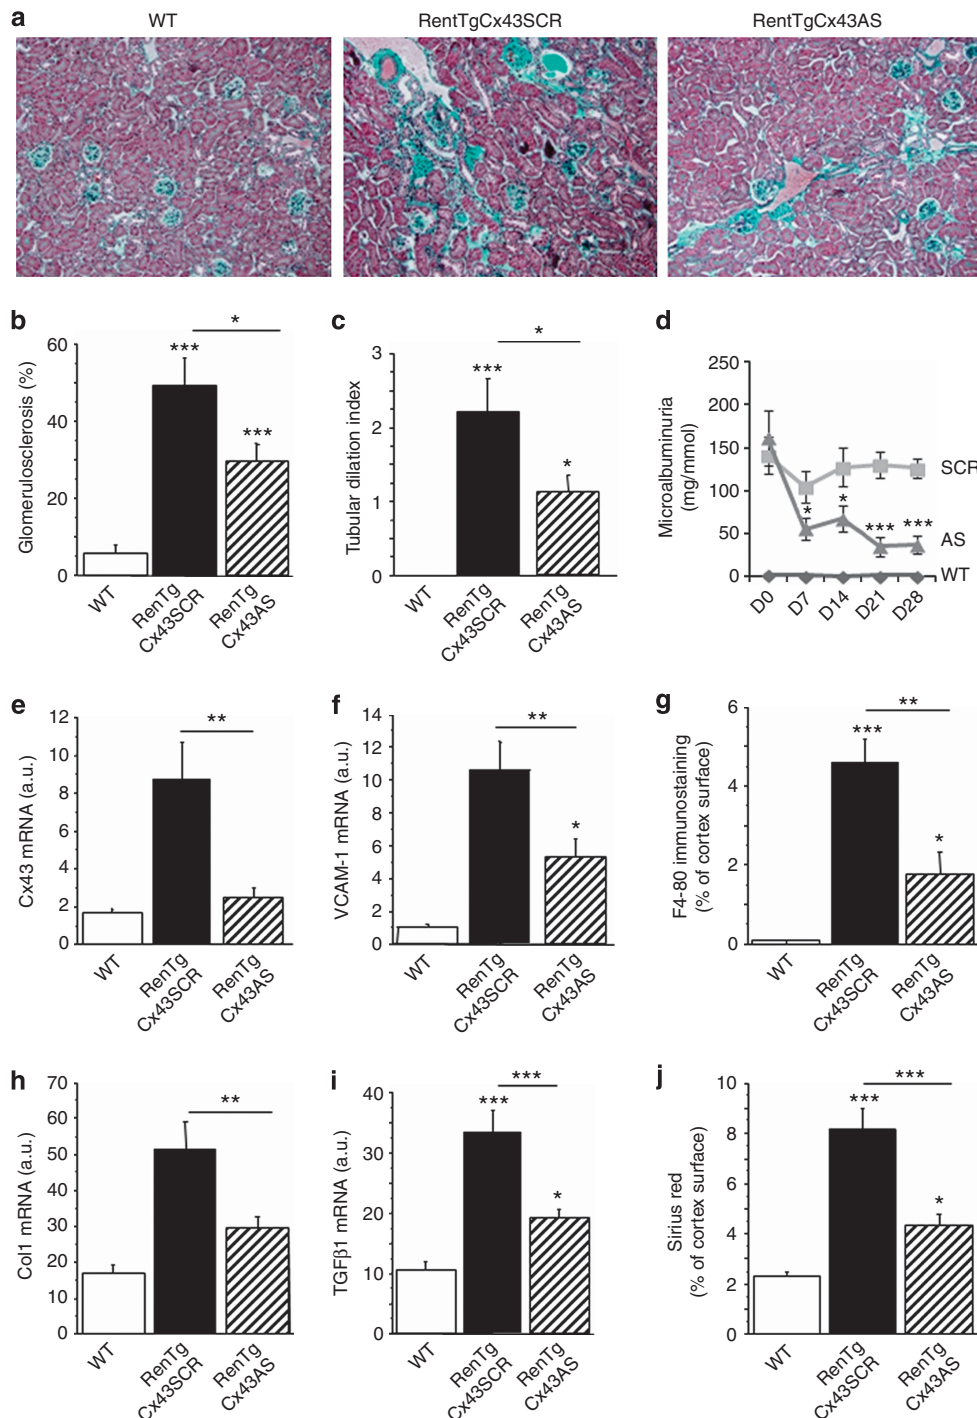 a
WT
RentTgCx43SCR
RentTgCx43AS
b
Glomerulosclerosis (%)
60
40
20
0
***
***
*
WT
RenTg
Cx43SCR
RenTg
Cx43AS
c
Tubular dilation index
3
2
1
0
***
*
*
WT
RenTg
Cx43SCR
RenTg
Cx43AS
d
Microalbuminuria
(mg/mmol)
250
200
150
100
50
0
*
*
***
***
SCR
AS
WT
D0
D7
D14
D21
D28
e
Cx43 mRNA (a.u.)
12
10
8
6
4
2
0
**
WT
RenTg
Cx43SCR
RenTg
Cx43AS
f
VCAM-1 mRNA (a.u.)
14
12
10
8
6
4
2
0
**
*
WT
RenTg
Cx43SCR
RenTg
Cx43AS
g
F4-80 immunostaining
(% of cortex surface)
6
4
2
0
***
**
*
WT
RenTg
Cx43SCR
RenTg
Cx43AS
h
Col1 mRNA (a.u.)
70
60
50
40
30
20
10
0
**
WT
RenTg
Cx43SCR
RenTg
Cx43AS
i
TGFβ1 mRNA (a.u.)
40
30
20
10
0
***
***
*
WT
RenTg
Cx43SCR
RenTg
Cx43AS
j
Sirius red
(% of cortex surface)
10
8
6
4
2
0
***
***
*
WT
RenTg
Cx43SCR
RenTg
Cx43AS